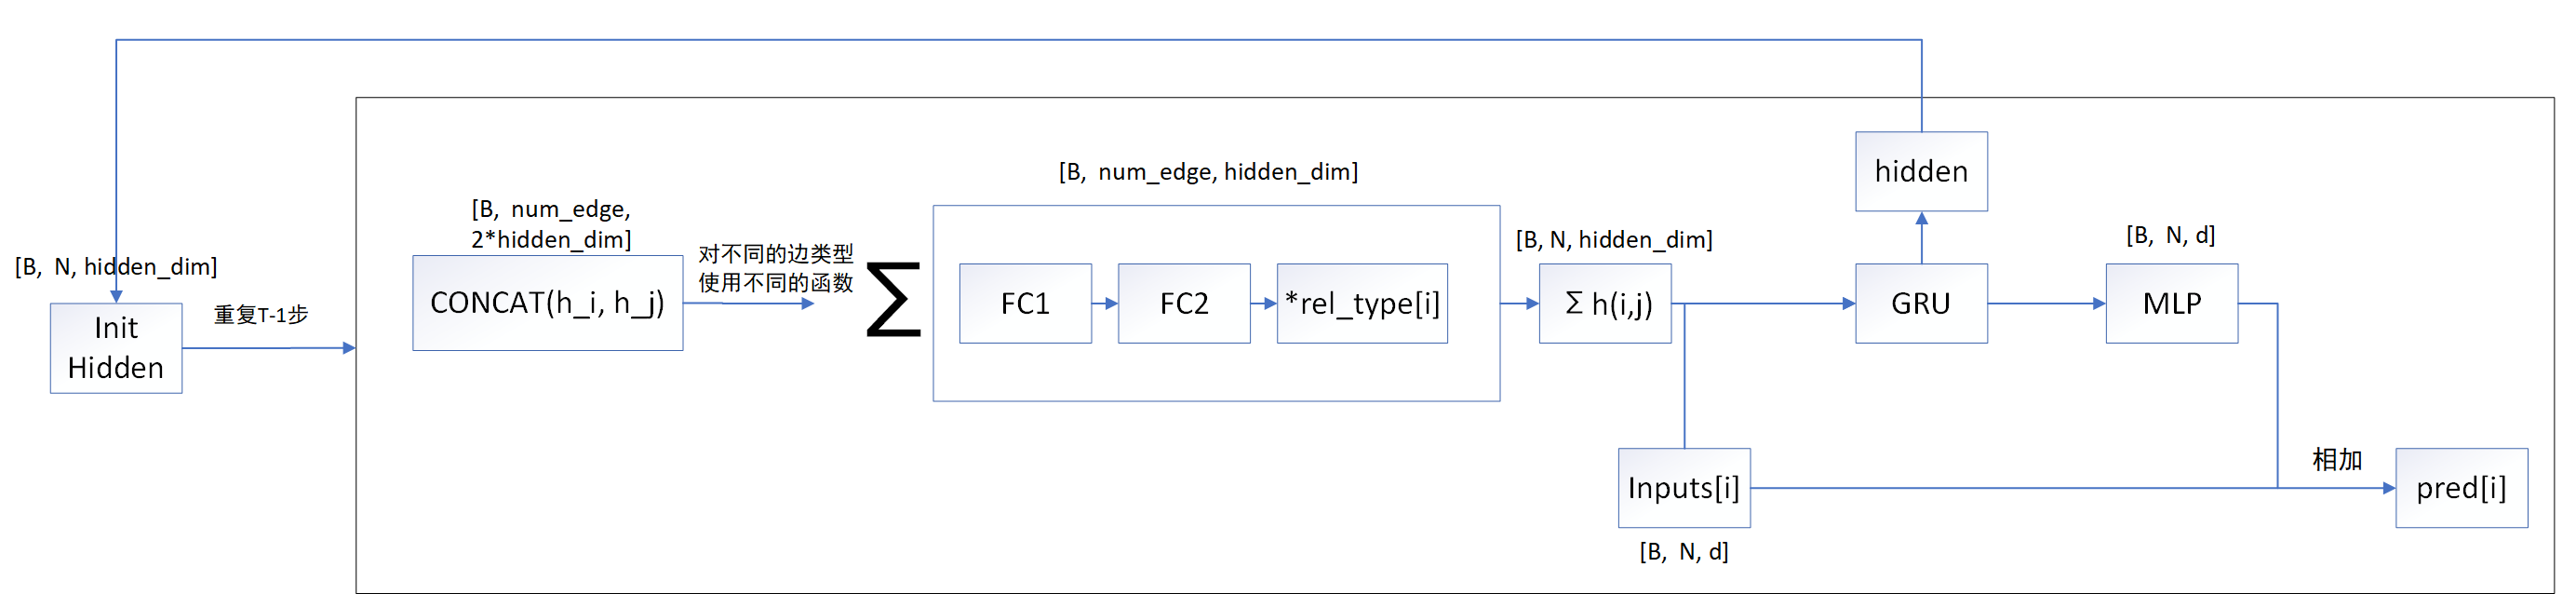 [B, N, hidden_dim]
Init
Hidden
重复T-1步
[B, num_edge,
2*hidden_dim]
CONCAT(h_i, h_j)
对不同的边类型
使用不同的函数
∑
[B, num_edge, hidden_dim]
FC1
FC2
*rel_type[i]
[B, N, hidden_dim]
Σ h(i,j)
hidden
GRU
[B, N, d]
MLP
Inputs[i]
[B, N, d]
相加
pred[i]